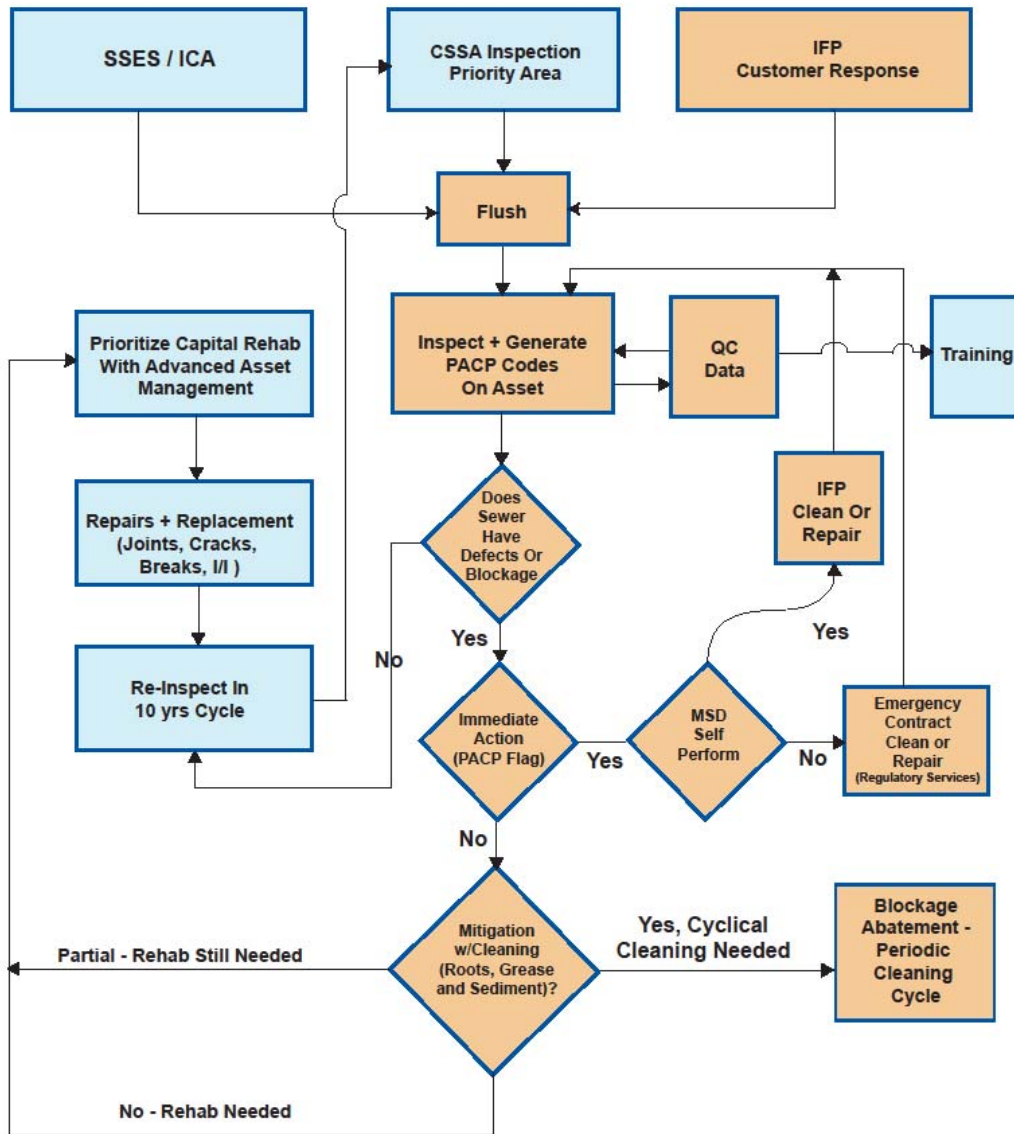 SSES / ICA
CSSA Inspection
Priority Area
IFP
Customer Response
Flush
Prioritize Capital Rehab
With Advanced Asset
Management
Inspect + Generate
PACP Codes
On Asset
QC
Data
Training
Does
Sewer
Have
Defects Or
Blockage
IFP
Clean Or
Repair
Repairs + Replacement
(Joints, Cracks,
Breaks, I/I )
Yes
No
Yes
Re-Inspect In
10 yrs Cycle
Immediate
Action
(PACP Flag)
Yes
MSD
Self
Perform
No
Emergency
Contract
Clean or
Repair
(Regulatory Services)
No
Partial - Rehab Still Needed
Mitigation
w/Cleaning
(Roots, Grease
and Sediment)?
Yes, Cyclical
Cleaning Needed
Blockage
Abatement -
Periodic
Cleaning
Cycle
No - Rehab Needed